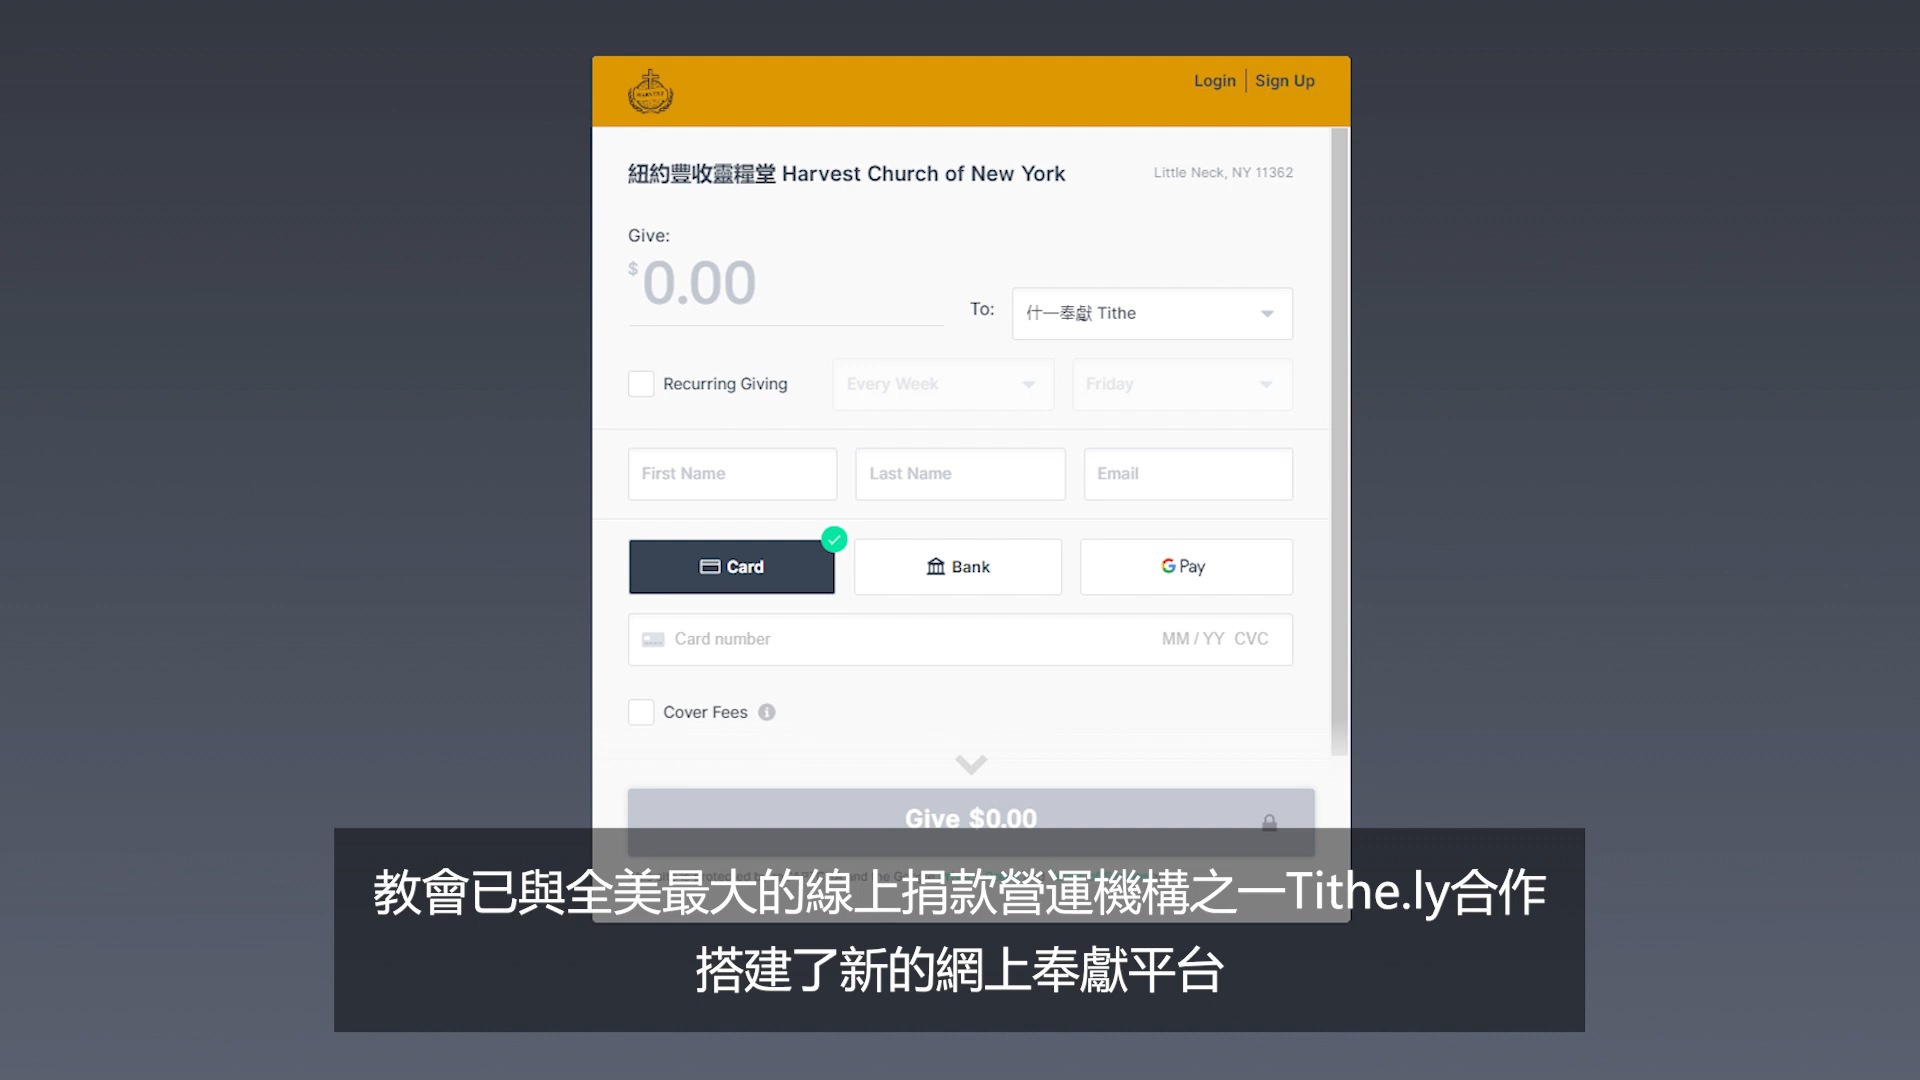 HARVEST
Login | Sign Up
紐約豐收靈糧堂 Harvest Church of New York
Little Neck, NY 11362
Give:
$0.00
To:
什一奉獻 Tithe
Recurring Giving
Every Week
Friday
First Name
Last Name
Email
Card
Bank
G Pay
Card number
MM / YY CVC
Cover Fees
Give $0.00
教會已與全美最大的線上捐款營運機構之一Tithe.ly合作
搭建了新的網上奉獻平台